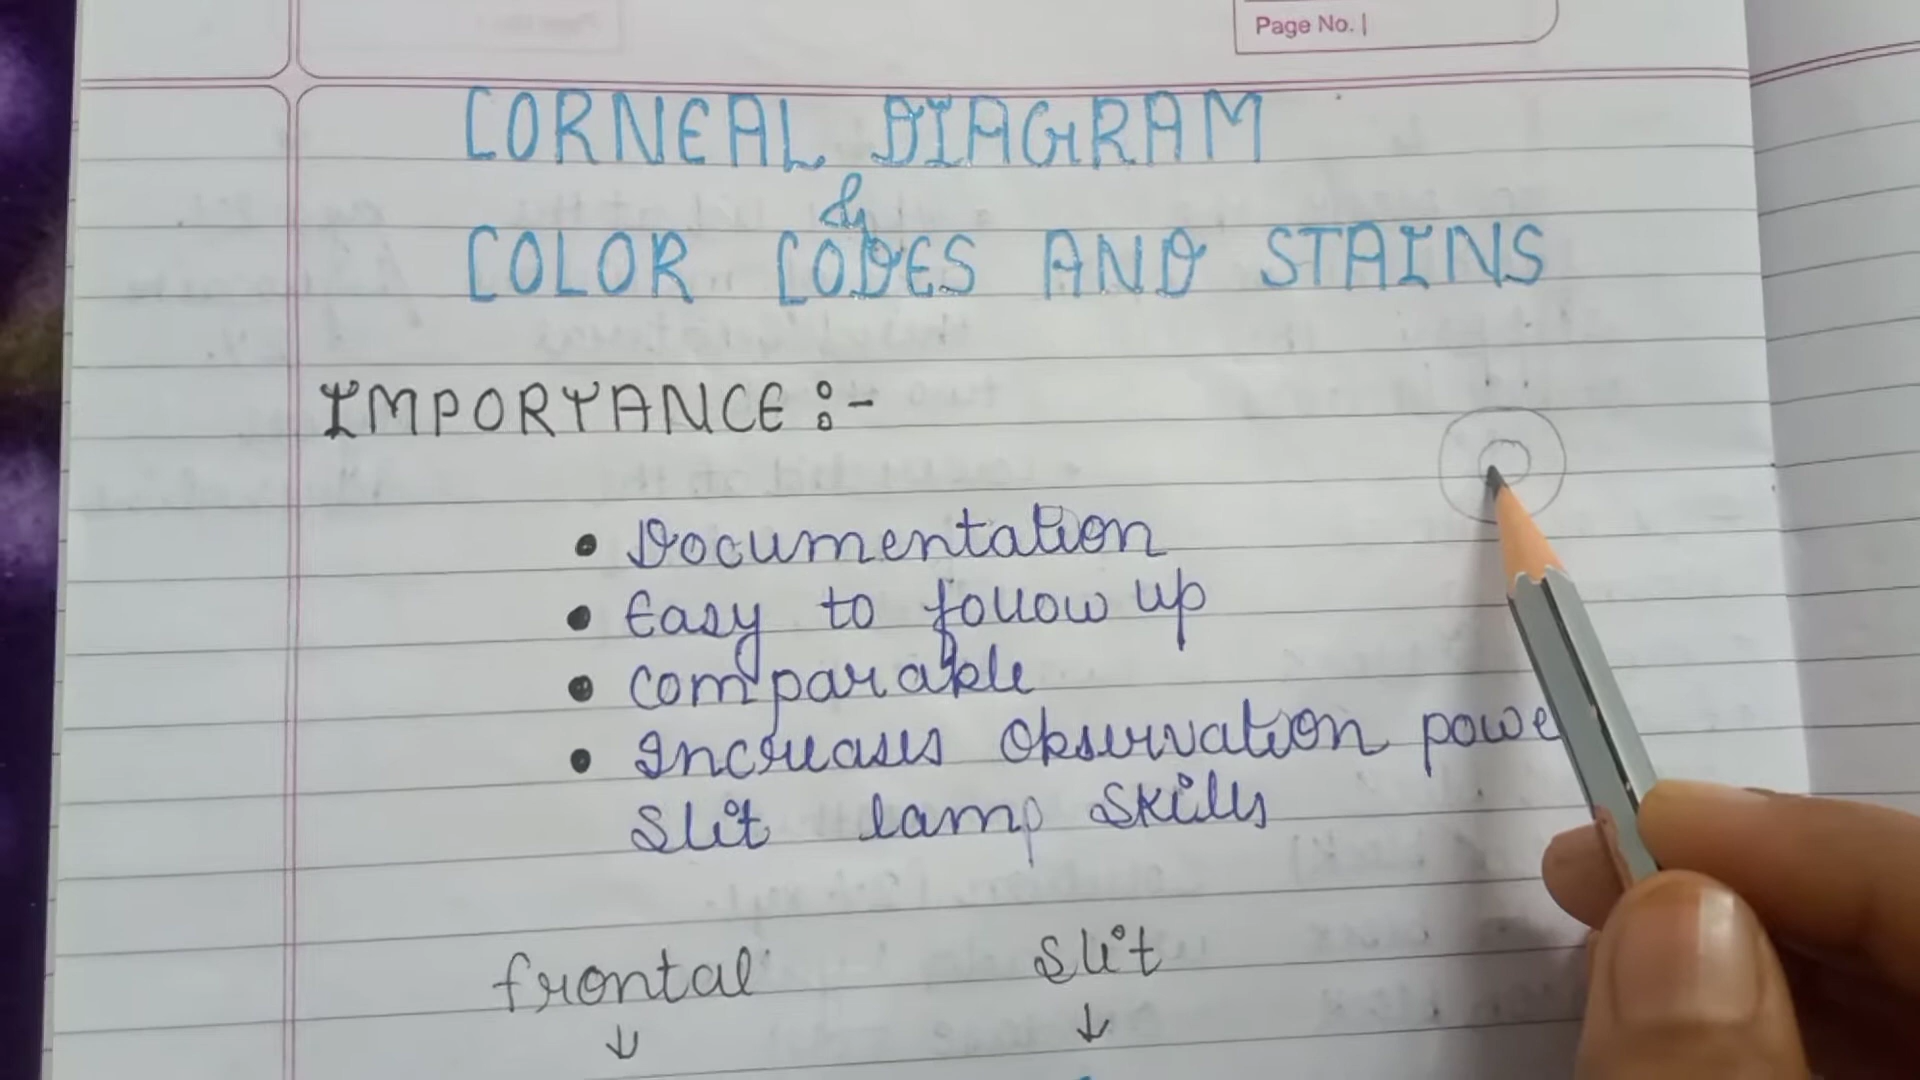 Page No.
CORNEAL DIAGRAM
&
COLOR CODES AND STAINS
IMPORTANCE :-
• Documentation
• Easy to follow up
• comparable
• Increases Observation powe
Slit lamp skills
frontal
Slit
↓
↓